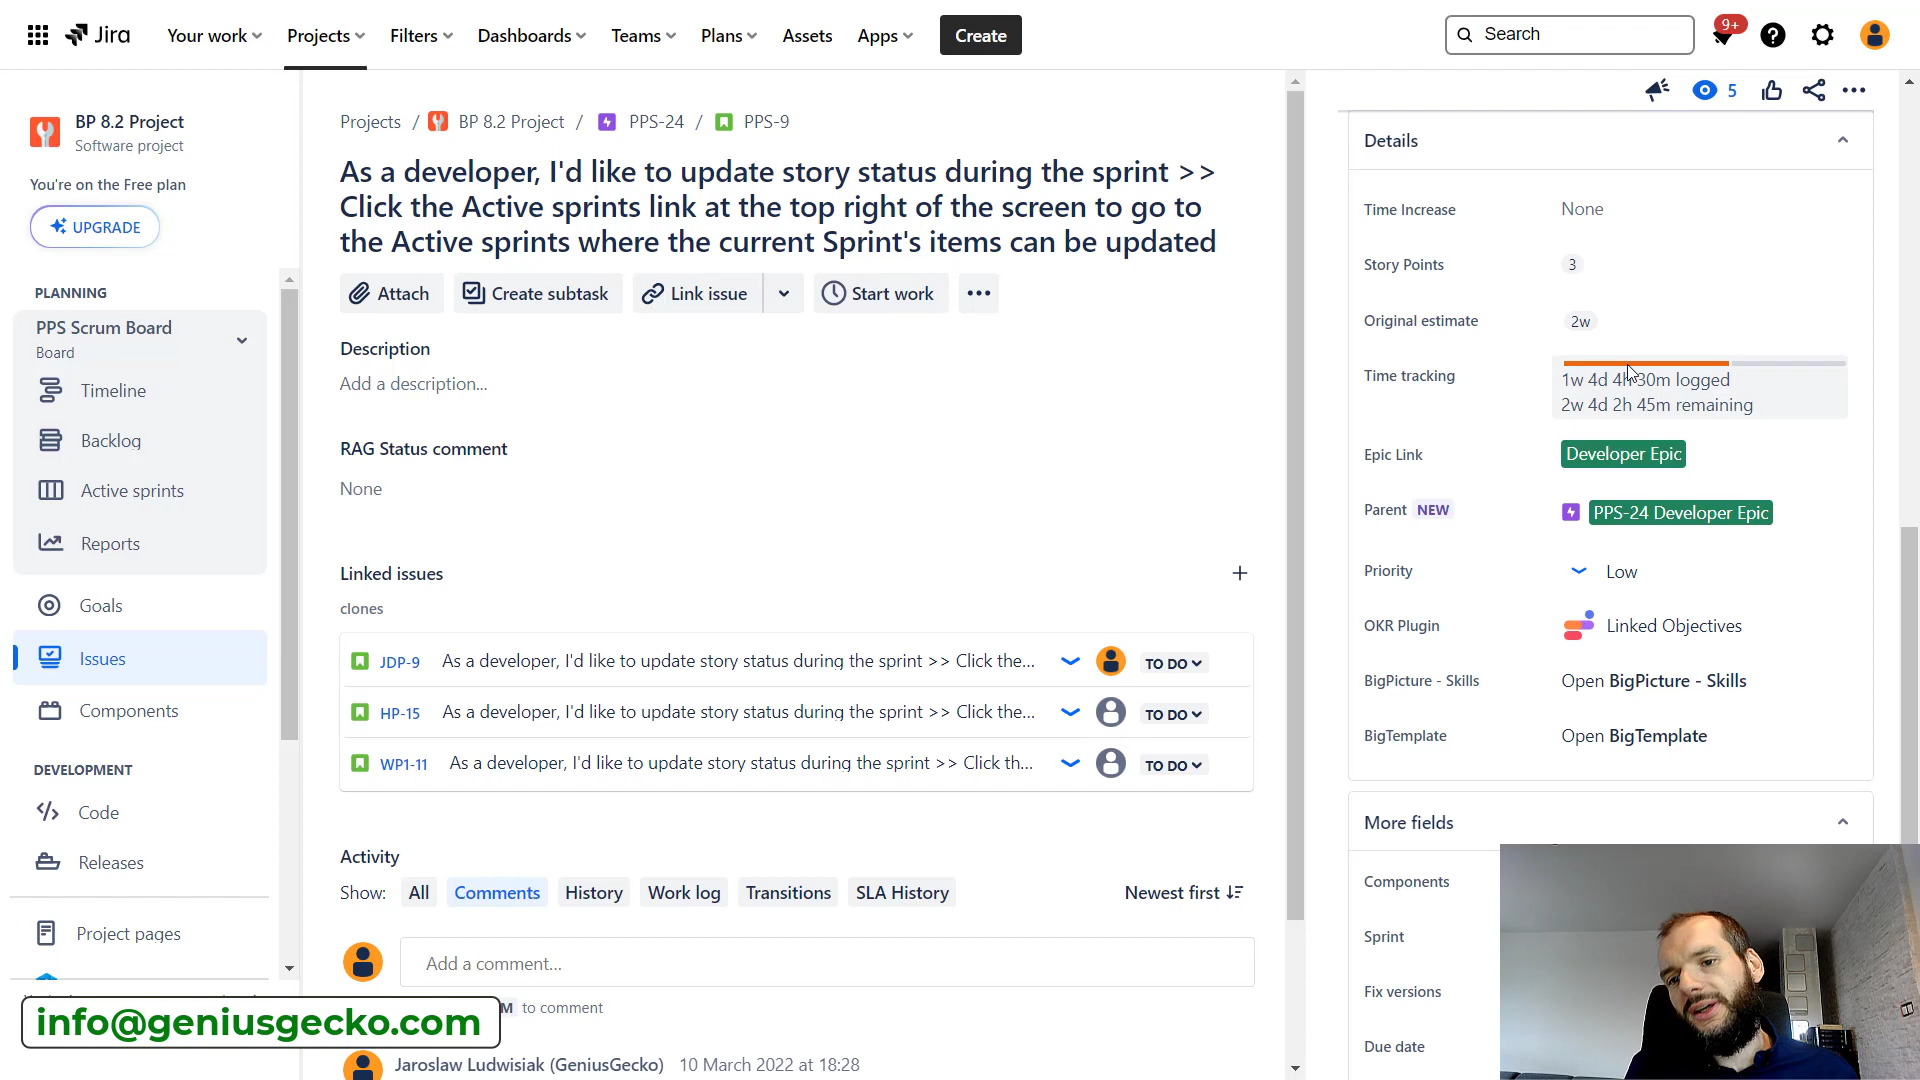 Jira
Your work
Projects
Filters
Dashboards
Teams
Plans
Assets
Apps
Create
Search
9+
BP 8.2 Project
Software project
You're on the Free plan
UPGRADE
PLANNING
PPS Scrum Board
Board
Timeline
Backlog
Active sprints
Reports
Goals
Issues
Components
DEVELOPMENT
Code
Releases
Project pages
info@geniusgecko.com
Projects / BP 8.2 Project / PPS-24 / PPS-9
As a developer, I'd like to update story status during the sprint >>
Click the Active sprints link at the top right of the screen to go to
the Active sprints where the current Sprint's items can be updated
Attach
Create subtask
Link issue
Start work
Description
Add a description...
RAG Status comment
None
Linked issues
clones
JDP-9 As a developer, I'd like to update story status during the sprint >> Click the... TO DO
HP-15 As a developer, I'd like to update story status during the sprint >> Click the... TO DO
WP1-11 As a developer, I'd like to update story status during the sprint >> Click th... TO DO
Activity
Show: All Comments History Work log Transitions SLA History Newest first
Add a comment...
M to comment
Jaroslaw Ludwisiak (GeniusGecko) 10 March 2022 at 18:28
5
Details
Time Increase None
Story Points 3
Original estimate 2w
Time tracking
1w 4d 4h 30m logged
2w 4d 2h 45m remaining
Epic Link Developer Epic
Parent NEW PPS-24 Developer Epic
Priority Low
OKR Plugin Linked Objectives
BigPicture - Skills Open BigPicture - Skills
BigTemplate Open BigTemplate
More fields
Components
Sprint
Fix versions
Due date